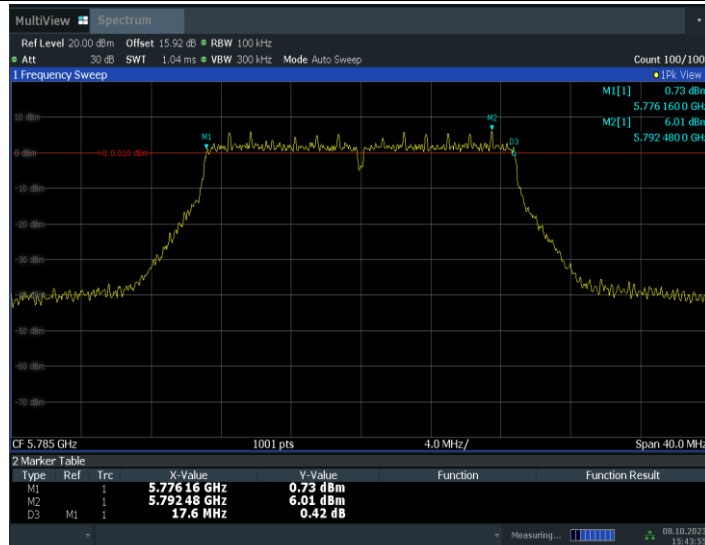 MultiView Spectrum
Ref Level 20.00 dBm Offset 15.92 dB RBW 100 kHz
Att 30 dB SWT 1.04 ms VBW 300 kHz Mode Auto Sweep Count 100/100
1 Frequency Sweep 1Pk View
M1[1] 0.73 dBm
5.776 160 0 GHz
10 dBm M2 M2[1] 6.01 dBm
M1 D3 5.792 480 0 GHz
0 dBm H1 0.010 dBm
-10 dBm
-20 dBm
-30 dBm
-50 dBm
-60 dBm
-70 dBm
CF 5.785 GHz 1001 pts 4.0 MHz/ Span 40.0 MHz
2 Marker Table
Type Ref Trc X-Value Y-Value Function Function Result
M1 1 5.776 16 GHz 0.73 dBm
M2 1 5.792 48 GHz 6.01 dBm
D3 M1 1 17.6 MHz 0.42 dB
Measuring... 08.10.2023
15:43:55